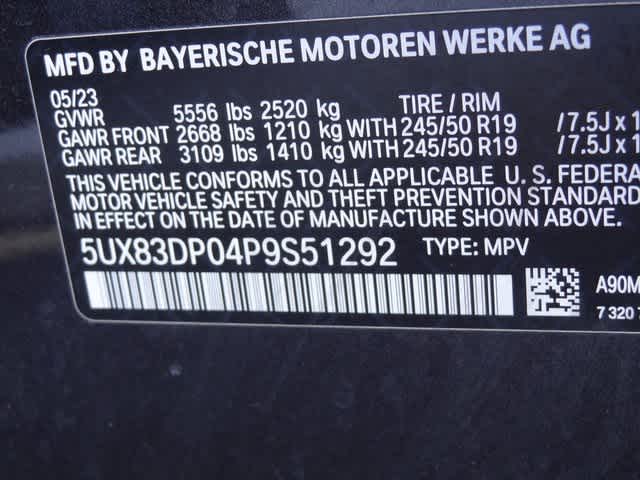 MFD BY BAYERISCHE MOTOREN WERKE AG
05/23
GVWR 5556 lbs 2520 kg TIRE / RIM
GAWR FRONT 2668 lbs 1210 kg WITH 245/50 R19 /7.5J x 1
GAWR REAR 3109 lbs 1410 kg WITH 245/50 R19 /7.5J x 1
THIS VEHICLE CONFORMS TO ALL APPLICABLE U. S. FEDERA
MOTOR VEHICLE SAFETY AND THEFT PREVENTION STANDAR
IN EFFECT ON THE DATE OF MANUFACTURE SHOWN ABOVE.
5UX83DP04P9S51292 TYPE: MPV
A90M
7 320 7